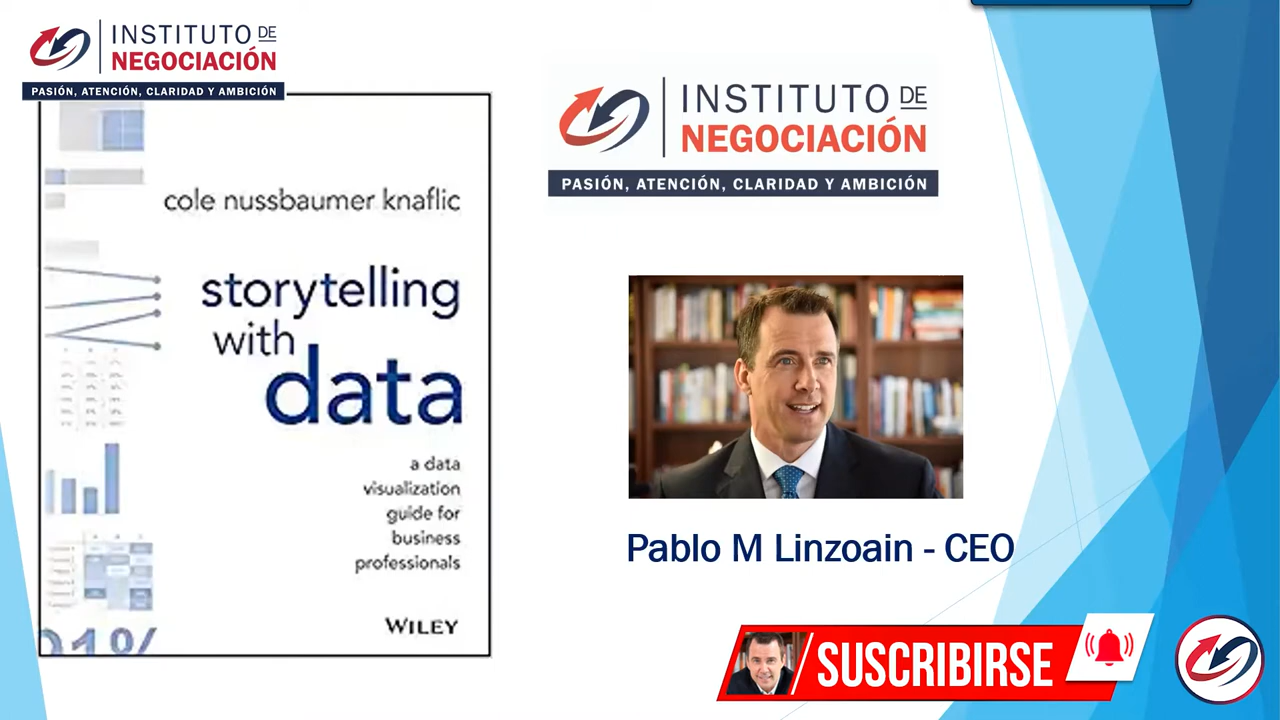 INSTITUTO DE
NEGOCIACIÓN
PASIÓN, ATENCIÓN, CLARIDAD Y AMBICIÓN
cole nussbaumer knaflic
storytelling
with
data
a data
visualization
guide for
business
professionals
WILEY
91%
INSTITUTO DE
NEGOCIACIÓN
PASIÓN, ATENCIÓN, CLARIDAD Y AMBICIÓN
Pablo M Linzoain - CEO
SUSCRIBIRSE